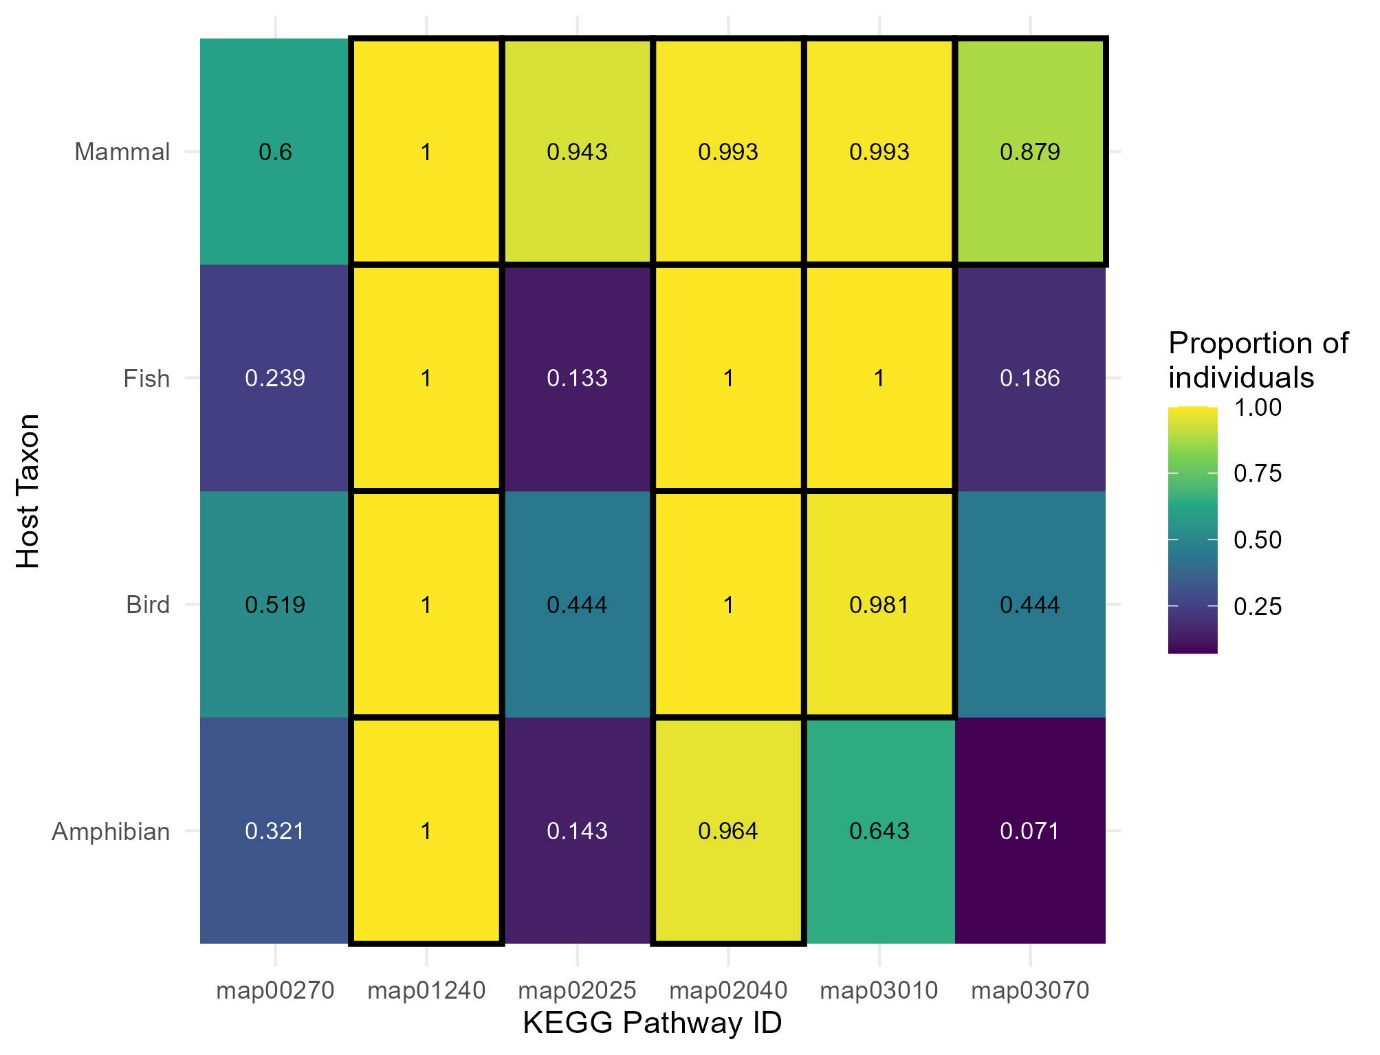 Mammal 0.6 1 0.943 0.993 0.993 0.879
Fish 0.239 1 0.133 1 1 0.186
Bird 0.519 1 0.444 1 0.981 0.444
Amphibian 0.321 1 0.143 0.964 0.643 0.071
map00270 map01240 map02025 map02040 map03010 map03070
KEGG Pathway ID
Host Taxon
Proportion of
individuals
1.00
0.75
0.50
0.25